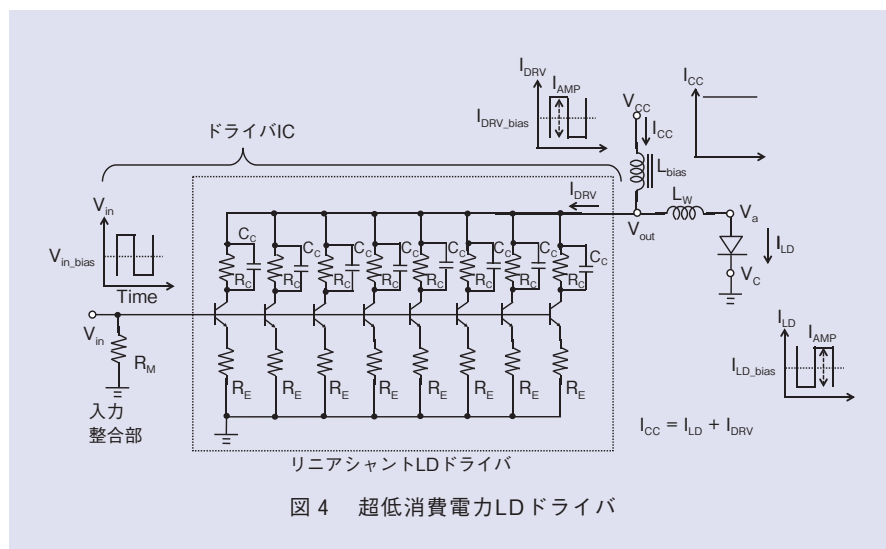 I_DRV
I_AMP
I_DRV_bias
I_CC
V_CC
I_CC
L_bias
ドライバIC
I_DRV
L_W
V_a
V_out
I_LD
V_C
V_in
V_in_bias
Time
C_C C_C C_C C_C C_C C_C C_C C_C
R_C R_C R_C R_C R_C R_C R_C R_C
V_in
R_M
R_E R_E R_E R_E R_E R_E R_E R_E
入力
整合部
I_LD
I_AMP
I_LD_bias
I_CC = I_LD + I_DRV
リニアシャントLDドライバ
図4 超低消費電力LDドライバ